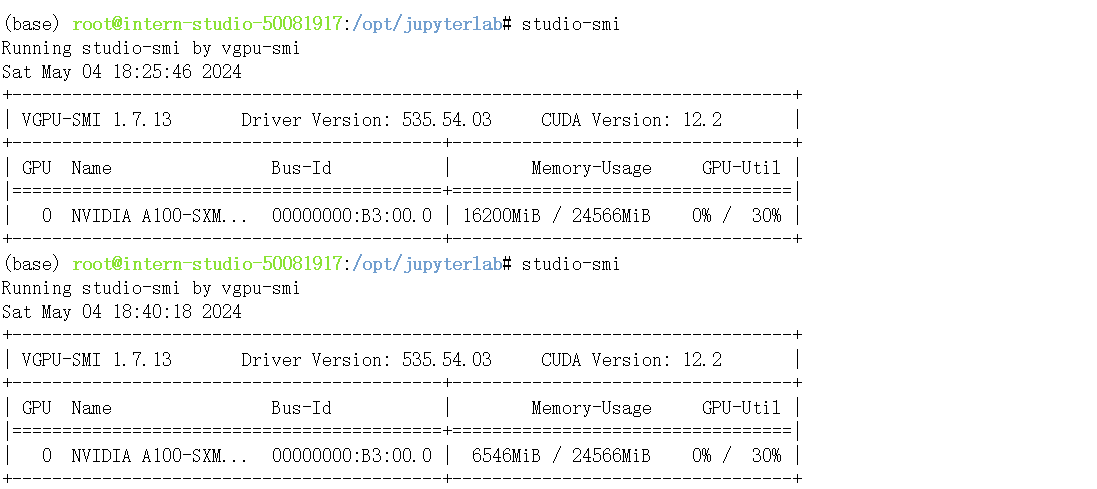 (base) root@intern-studio-50081917:/opt/jupyterlab# studio-smi
Running studio-smi by vgpu-smi
Sat May 04 18:25:46 2024
+------------------------------------------------------------------------------+
| VGPU-SMI 1.7.13       Driver Version: 535.54.03     CUDA Version: 12.2       |
+-------------------------------------------+----------------------------------+
| GPU  Name                Bus-Id           |        Memory-Usage     GPU-Util |
|===========================================+==================================|
|   0  NVIDIA A100-SXM...  00000000:B3:00.0 | 16200MiB / 24566MiB    0% /  30% |
+-------------------------------------------+----------------------------------+
(base) root@intern-studio-50081917:/opt/jupyterlab# studio-smi
Running studio-smi by vgpu-smi
Sat May 04 18:40:18 2024
+------------------------------------------------------------------------------+
| VGPU-SMI 1.7.13       Driver Version: 535.54.03     CUDA Version: 12.2       |
+-------------------------------------------+----------------------------------+
| GPU  Name                Bus-Id           |        Memory-Usage     GPU-Util |
|===========================================+==================================|
|   0  NVIDIA A100-SXM...  00000000:B3:00.0 |  6546MiB / 24566MiB    0% /  30% |
+-------------------------------------------+----------------------------------+